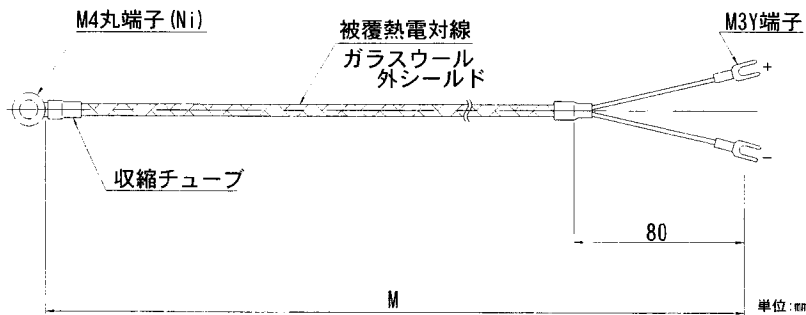 M4丸端子(Ni)
被覆熱電対線
ガラスウール
外シールド
M3Y端子
+
-
収縮チューブ
80
M
単位:mm